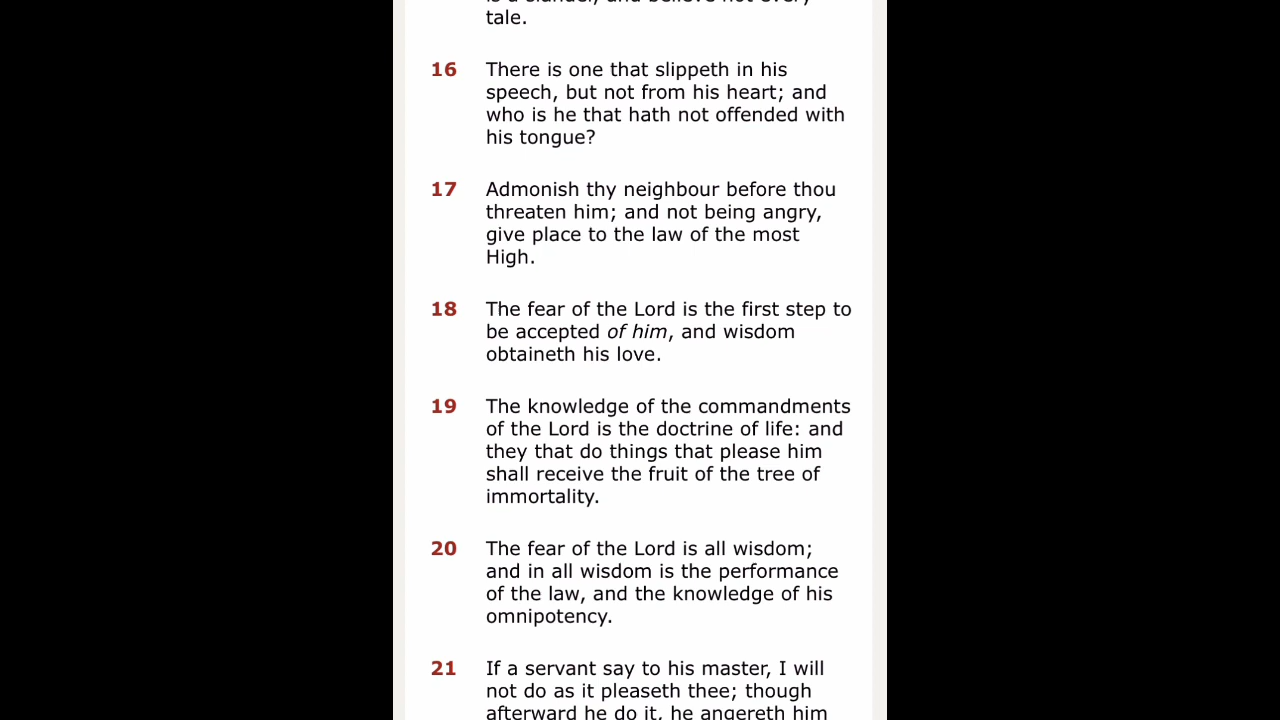 is a slander, and believe not every
tale.
16 There is one that slippeth in his
speech, but not from his heart; and
who is he that hath not offended with
his tongue?
17 Admonish thy neighbour before thou
threaten him; and not being angry,
give place to the law of the most
High.
18 The fear of the Lord is the first step to
be accepted of him, and wisdom
obtaineth his love.
19 The knowledge of the commandments
of the Lord is the doctrine of life: and
they that do things that please him
shall receive the fruit of the tree of
immortality.
20 The fear of the Lord is all wisdom;
and in all wisdom is the performance
of the law, and the knowledge of his
omnipotency.
21 If a servant say to his master, I will
not do as it pleaseth thee; though
afterward he do it, he angereth him